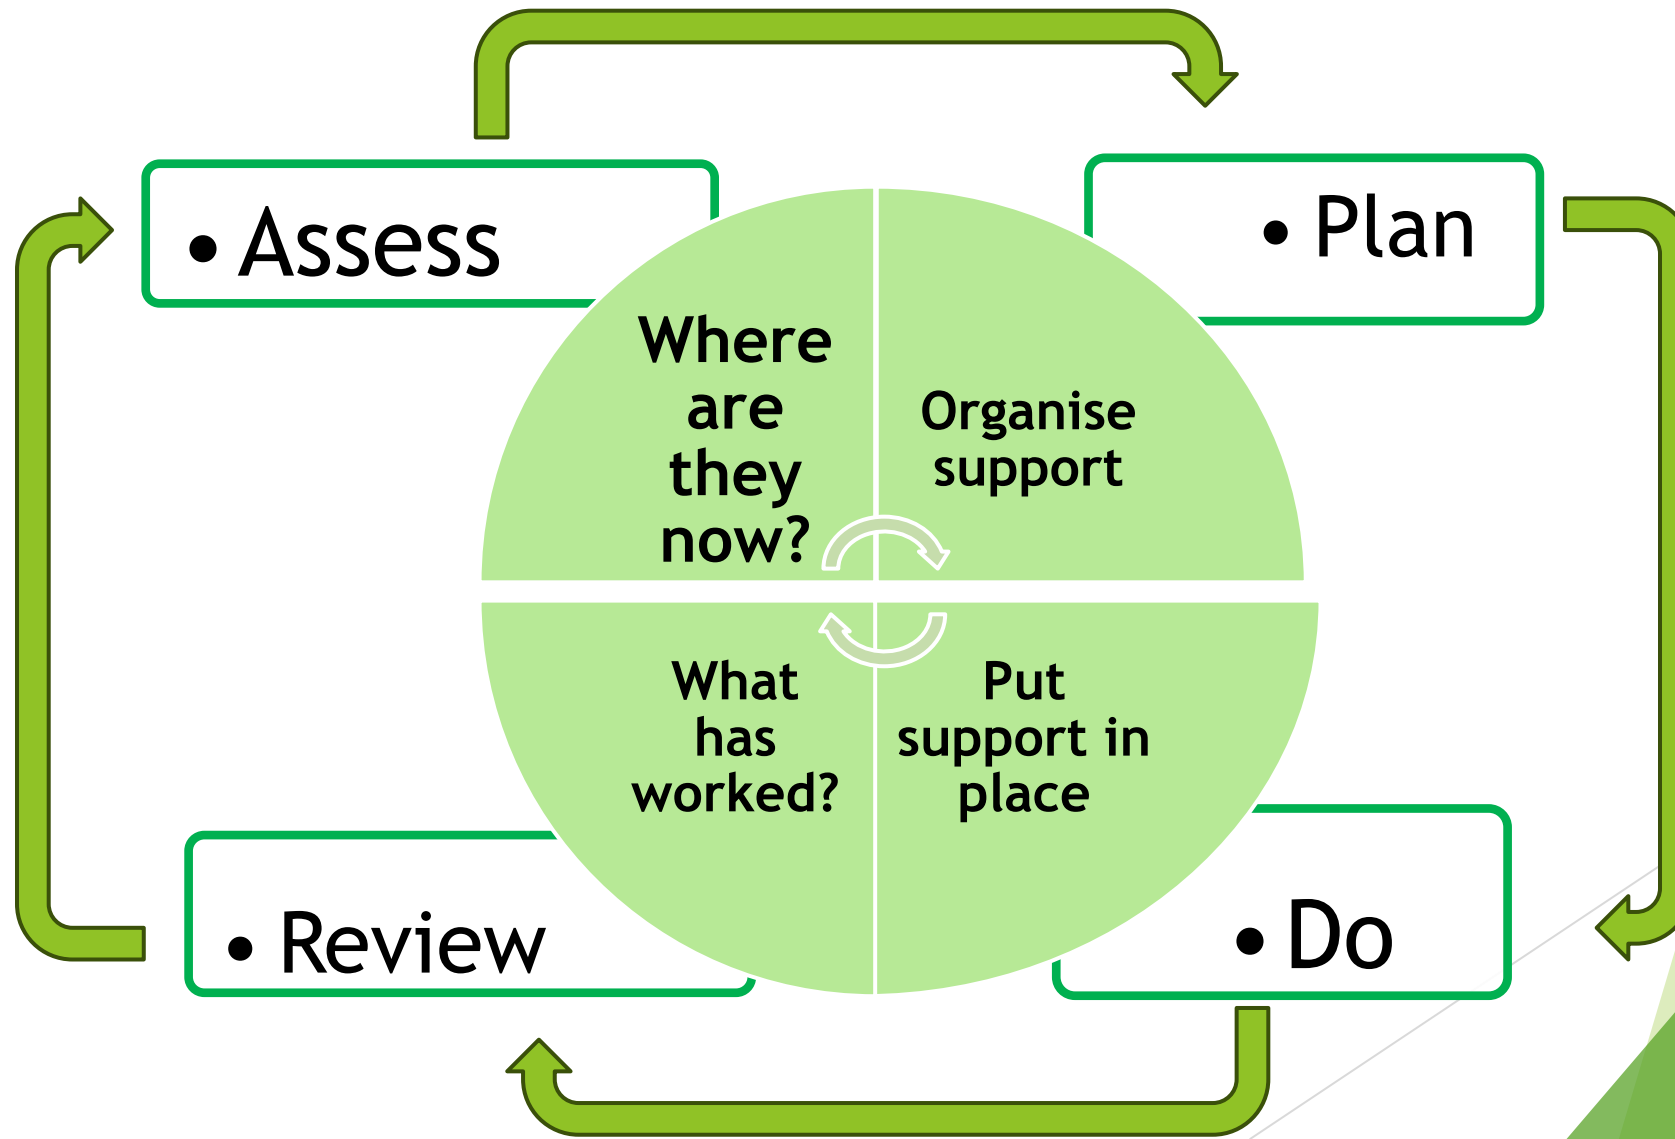 • Assess
• Plan
Where
are
they
now?
Organise
support
What
has
worked?
Put
support in
place
• Review
• Do